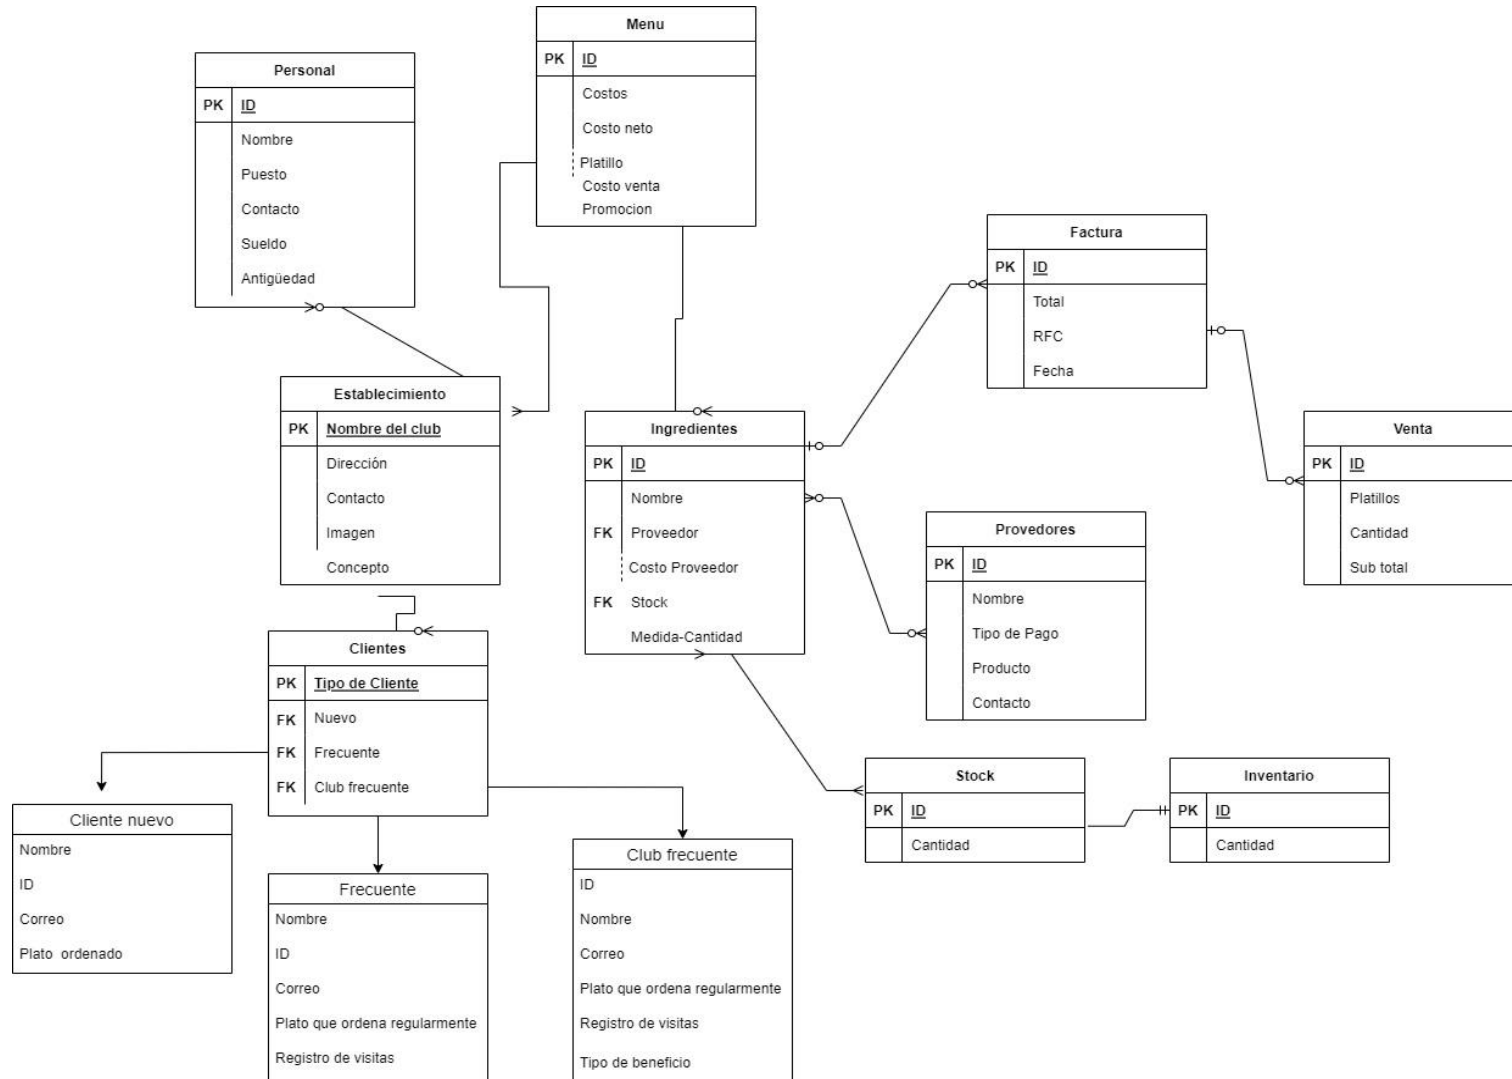 Menu
PK ID
Costos
Costo neto
Platillo
Costo venta
Promocion
Personal
PK ID
Nombre
Puesto
Contacto
Sueldo
Antigüedad
Factura
PK ID
Total
RFC
Fecha
Establecimiento
PK Nombre del club
Dirección
Contacto
Imagen
Concepto
Ingredientes
PK ID
Nombre
FK Proveedor
Costo Proveedor
FK Stock
Medida-Cantidad
Venta
PK ID
Platillos
Cantidad
Sub total
Provedores
PK ID
Nombre
Tipo de Pago
Producto
Contacto
Clientes
PK Tipo de Cliente
FK Nuevo
FK Frecuente
FK Club frecuente
Stock
PK ID
Cantidad
Inventario
PK ID
Cantidad
Cliente nuevo
Nombre
ID
Correo
Plato ordenado
Frecuente
Nombre
ID
Correo
Plato que ordena regularmente
Registro de visitas
Club frecuente
ID
Nombre
Correo
Plato que ordena regularmente
Registro de visitas
Tipo de beneficio